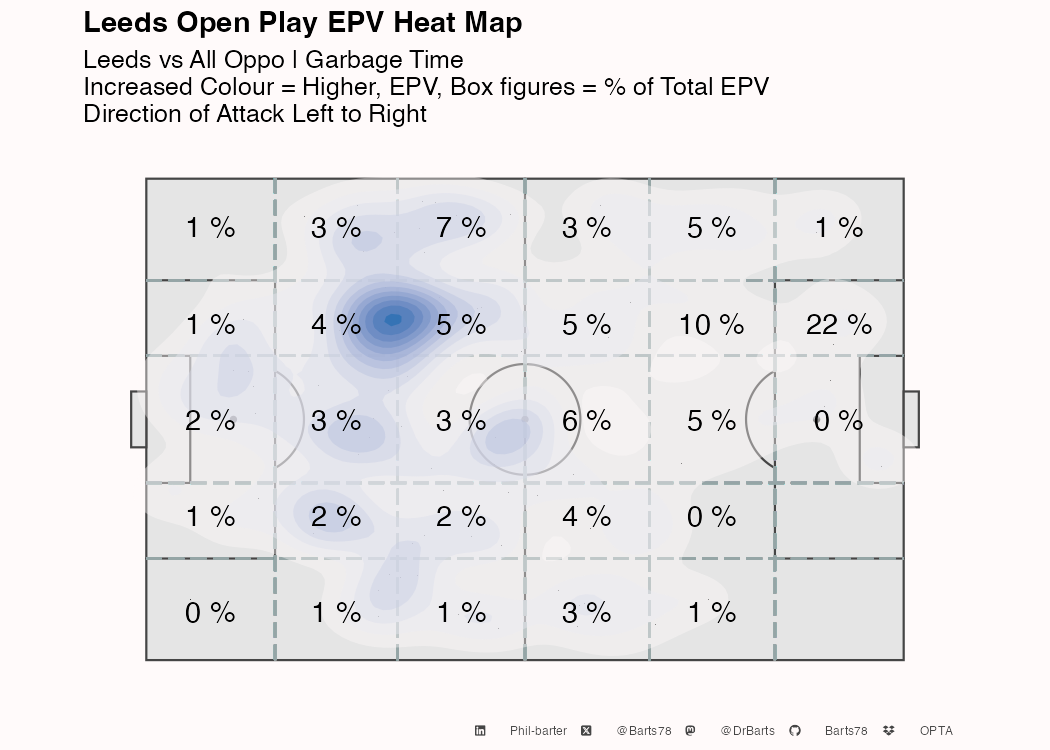 Leeds Open Play EPV Heat Map
Leeds vs All Oppo | Garbage Time
Increased Colour = Higher, EPV, Box figures = % of Total EPV
Direction of Attack Left to Right
1 % 3 % 7 % 3 % 5 % 1 %
1 % 4 % 5 % 5 % 10 % 22 %
2 % 3 % 3 % 6 % 5 % 0 %
1 % 2 % 2 % 4 % 0 %
0 % 1 % 1 % 3 % 1 %
Phil-barter @Barts78 @DrBarts Barts78 OPTA